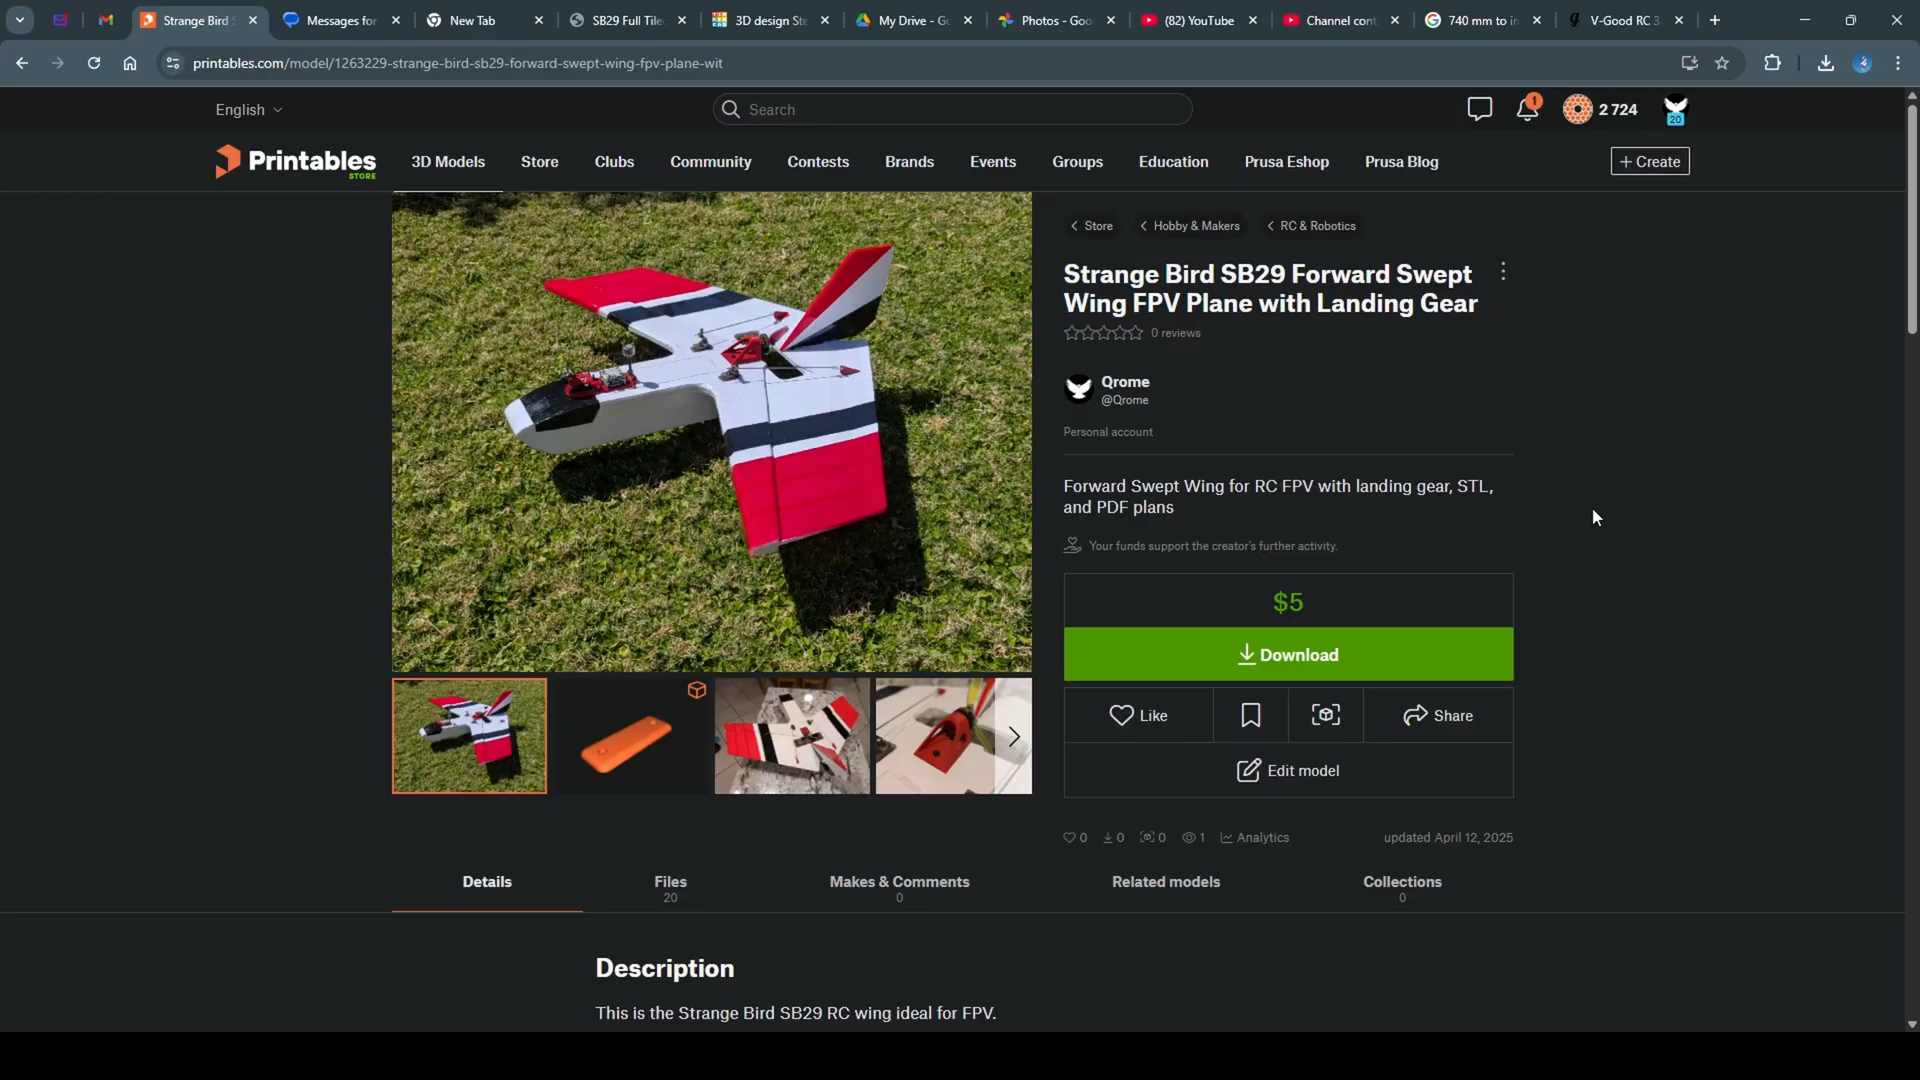 Strange Bird S
Messages for
New Tab
SB29 Full Tile
3D design Ste
My Drive - Go
Photos - Goo
(82) YouTube
Channel cont
740 mm to in
V-Good RC 3
printables.com/model/1263229-strange-bird-sb29-forward-swept-wing-fpv-plane-wit
English
Search
1
2 724
20
Printables
STORE
3D Models
Store
Clubs
Community
Contests
Brands
Events
Groups
Education
Prusa Eshop
Prusa Blog
+ Create
Store
Hobby & Makers
RC & Robotics
Strange Bird SB29 Forward Swept
Wing FPV Plane with Landing Gear
0 reviews
Qrome
@Qrome
Personal account
Forward Swept Wing for RC FPV with landing gear, STL,
and PDF plans
Your funds support the creator's further activity.
$5
Download
Like
Share
Edit model
0
0
0
1
Analytics
updated April 12, 2025
Details
Files
20
Makes & Comments
0
Related models
Collections
0
Description
This is the Strange Bird SB29 RC wing ideal for FPV.